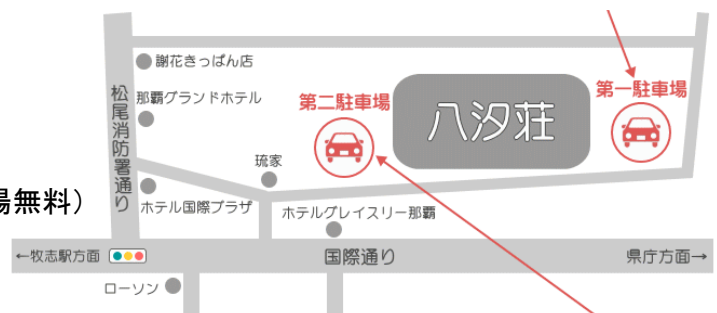 謝花きっぱん店
松尾消防署通り
那覇グランドホテル
第二駐車場
八汐荘
第一駐車場
琉家
場無料）
ホテル国際プラザ
ホテルグレイスリー那覇
←牧志駅方面
国際通り
県庁方面→
ローソン